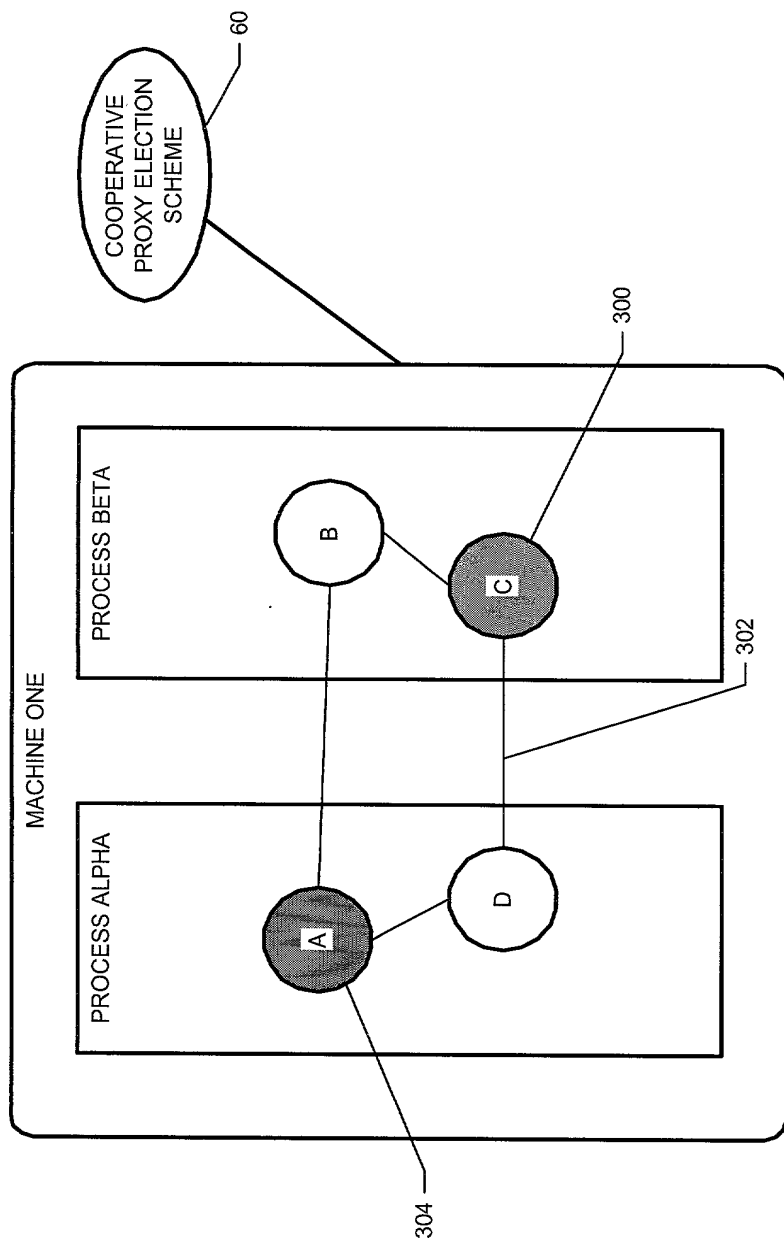 MACHINE ONE
PROCESS ALPHA
A
D
PROCESS BETA
B
C
COOPERATIVE
PROXY ELECTION
SCHEME
60
300
302
304